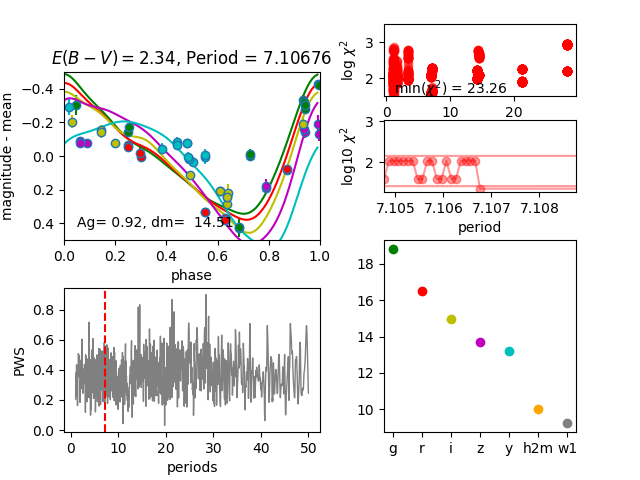 E(B − V) = 2.34, Period = 7.10676
magnitude - mean
−0.4
−0.2
0.0
0.2
0.4
Ag= 0.92, dm= 14.51
0.0 0.2 0.4 0.6 0.8 1.0
phase
log χ²
3
2
min(χ²) = 23.26
0 10 20
log10 χ²
3
2
7.105 7.106 7.107 7.108
period
PWS
0.8
0.6
0.4
0.2
0.0
0 10 20 30 40 50
periods
18
16
14
12
10
g r i z y h2m w1